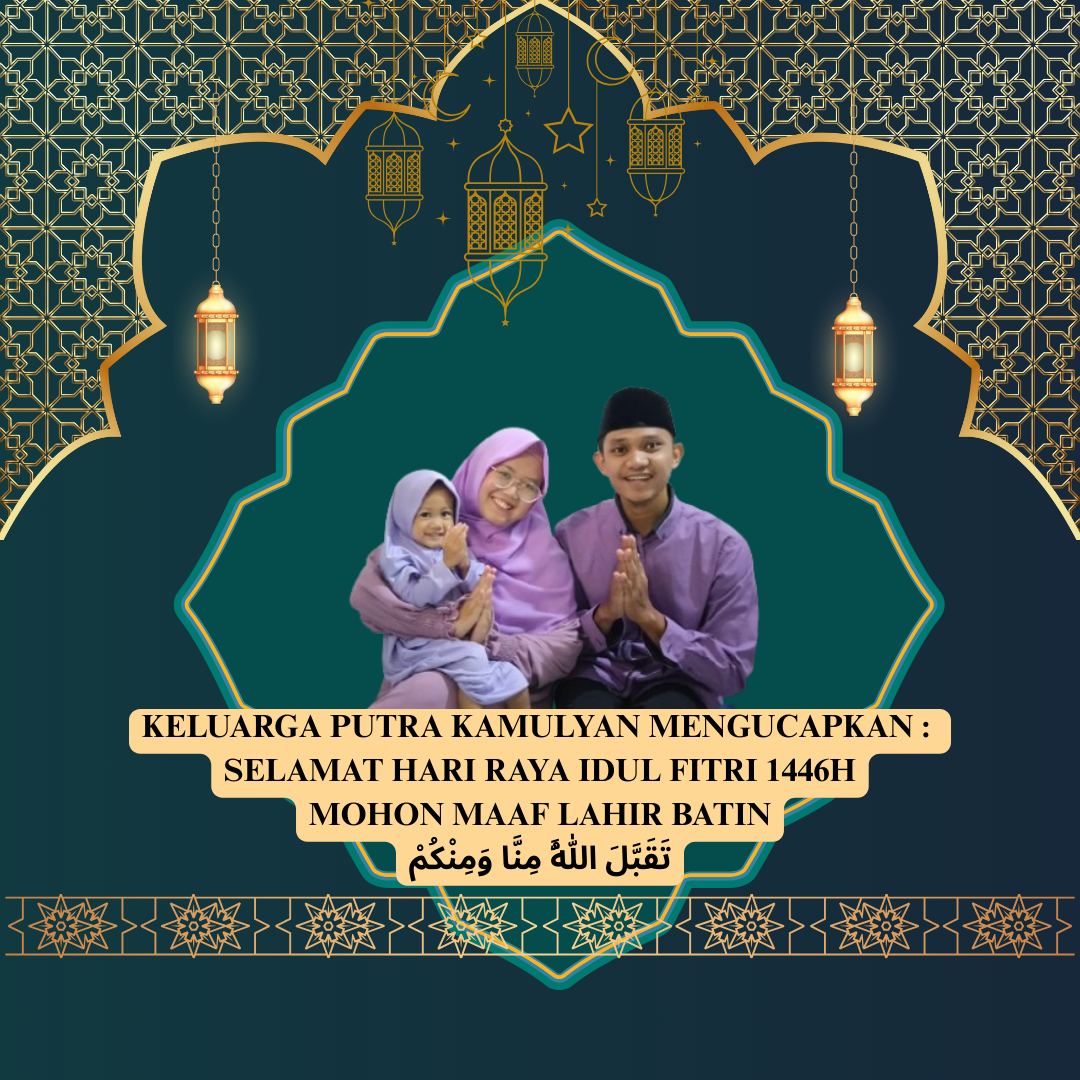 KELUARGA PUTRA KAMULYAN MENGUCAPKAN :
SELAMAT HARI RAYA IDUL FITRI 1446H
MOHON MAAF LAHIR BATIN
تَقَبَّلَ اللّٰهُ مِنَّا وَمِنْكُمْ